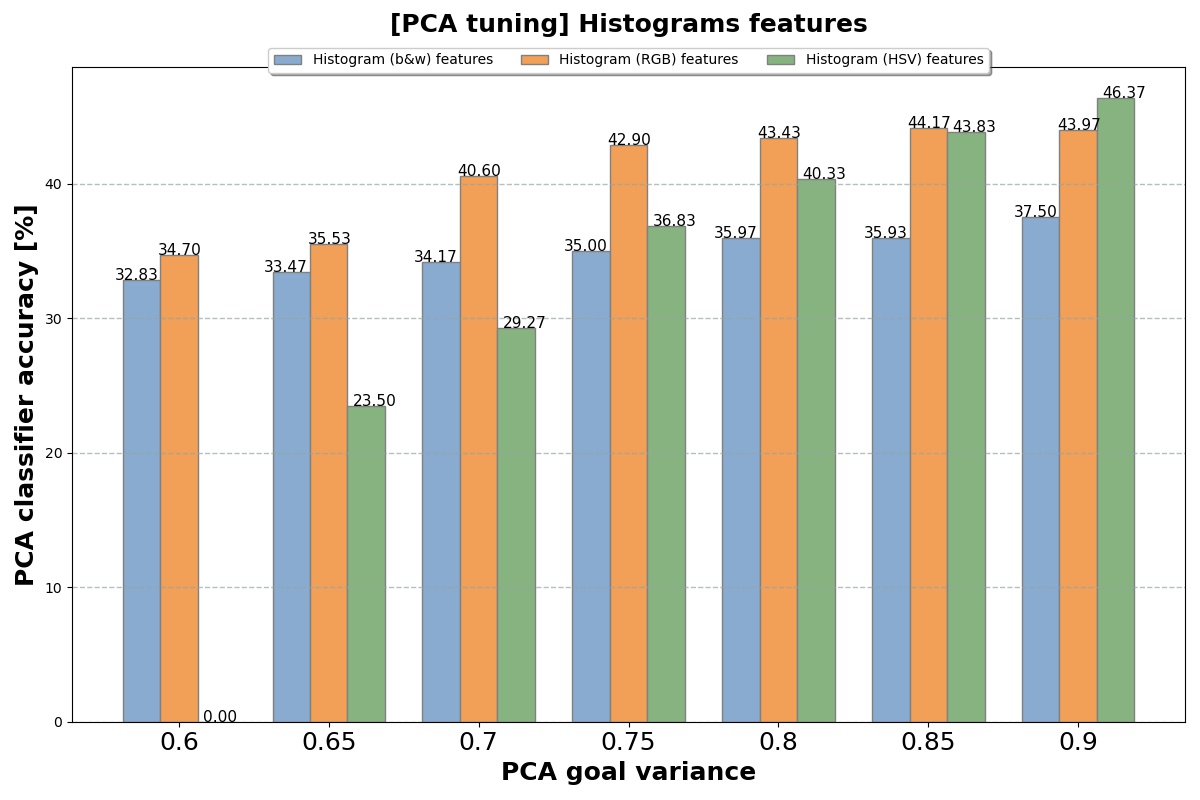 [PCA tuning] Histograms features
Histogram (b&w) features Histogram (RGB) features Histogram (HSV) features
PCA classifier accuracy [%]
40
30
20
10
0
32.83 34.70 0.00
33.47 35.53 23.50
34.17 40.60 29.27
35.00 42.90 36.83
35.97 43.43 40.33
35.93 44.17 43.83
37.50 43.97 46.37
0.6 0.65 0.7 0.75 0.8 0.85 0.9
PCA goal variance